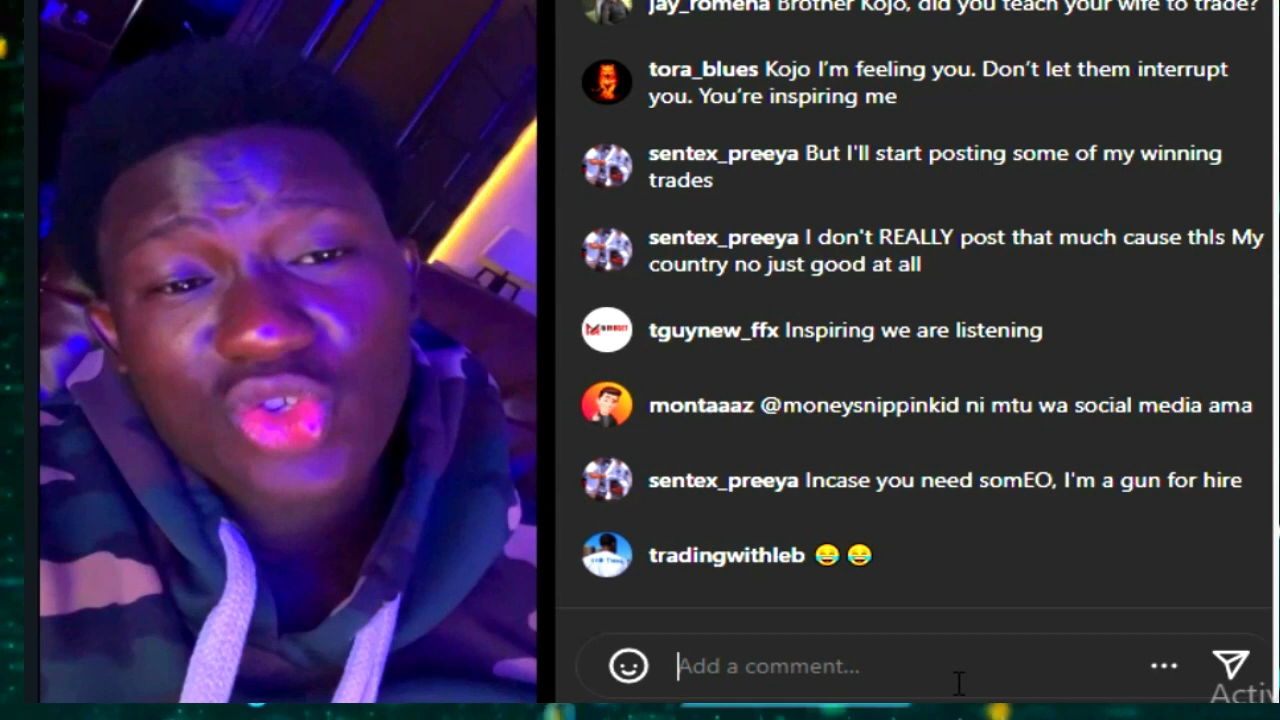 jay_romena Brother Kojo, did you teach your wife to trade?
tora_blues Kojo I'm feeling you. Don't let them interrupt
you. You're inspiring me
sentex_preeya But I'll start posting some of my winning
trades
sentex_preeya I don't REALLY post that much cause thIs My
country no just good at all
tguynew_ffx Inspiring we are listening
montaaaz @moneysnippinkid ni mtu wa social media ama
sentex_preeya Incase you need somEO, I'm a gun for hire
tradingwithleb 😂 😂
Add a comment...
Activ